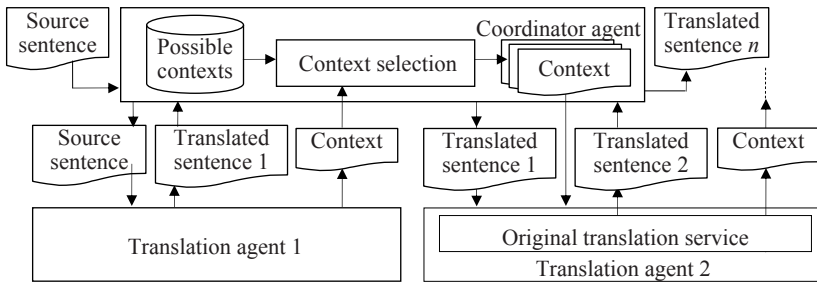 Source
sentence
Possible
contexts
Context selection
Coordinator agent
Context
Translated
sentence n
Source
sentence
Translated
sentence 1
Context
Translated
sentence 1
Translated
sentence 2
Context
Translation agent 1
Original translation service
Translation agent 2